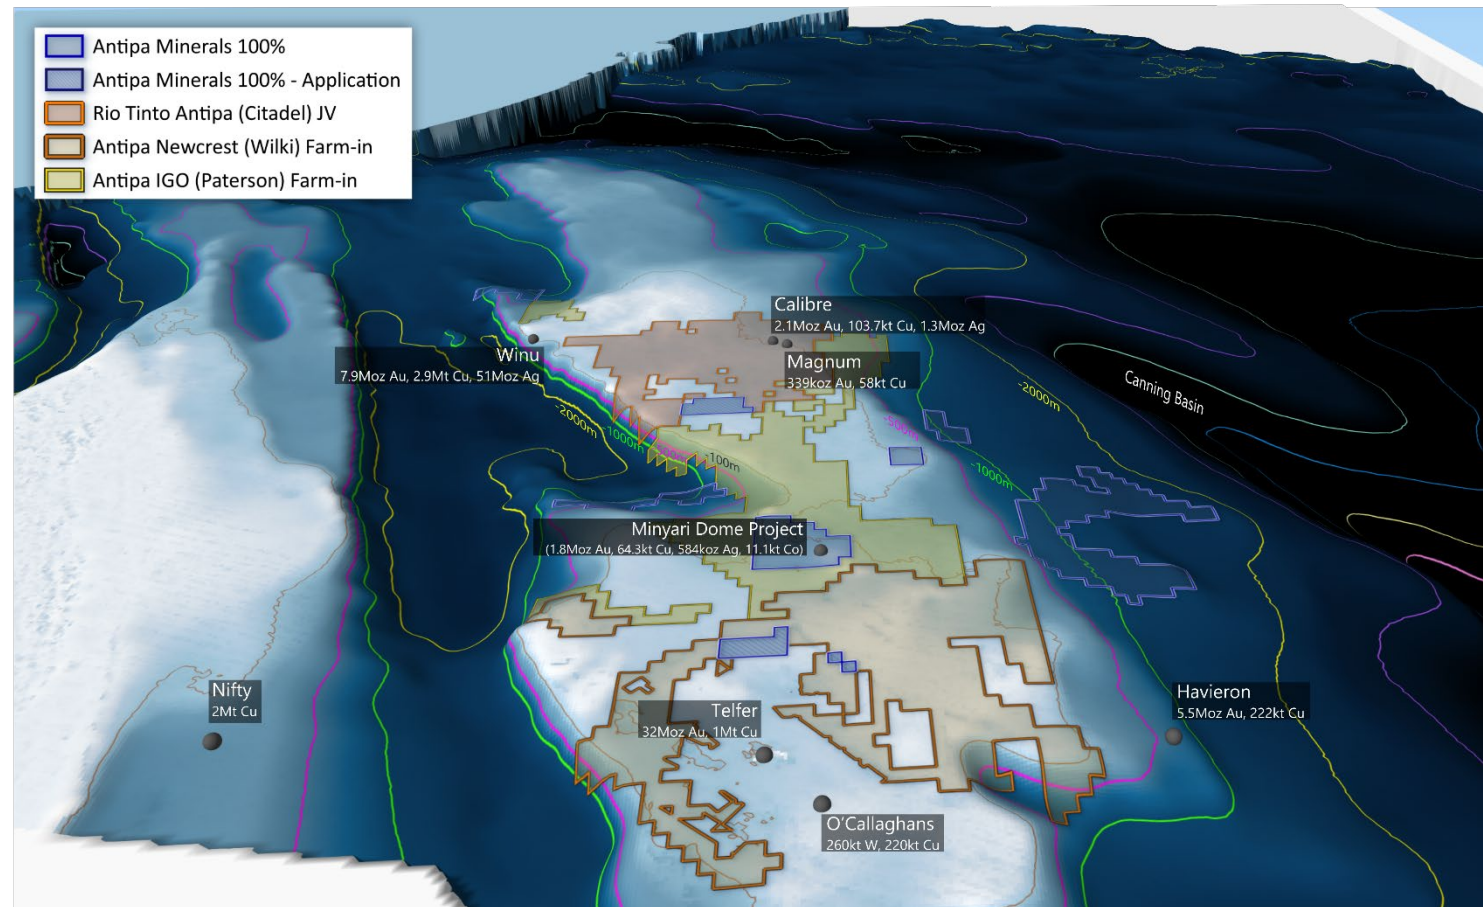 Antipa Minerals 100%
Antipa Minerals 100% - Application
Rio Tinto Antipa (Citadel) JV
Antipa Newcrest (Wilki) Farm-in
Antipa IGO (Paterson) Farm-in
Calibre
2.1Moz Au, 103.7kt Cu, 1.3Moz Ag
Winu
7.9Moz Au, 2.9Mt Cu, 51Moz Ag
Magnum
339koz Au, 58kt Cu
Canning Basin
-2000m
-2000m
-1000m
-100m
-500m
-1000m
Minyari Dome Project
(1.8Moz Au, 64.3kt Cu, 584koz Ag, 11.1kt Co)
Nifty
2Mt Cu
Telfer
32Moz Au, 1Mt Cu
Havieron
5.5Moz Au, 222kt Cu
O'Callaghans
260kt W, 220kt Cu